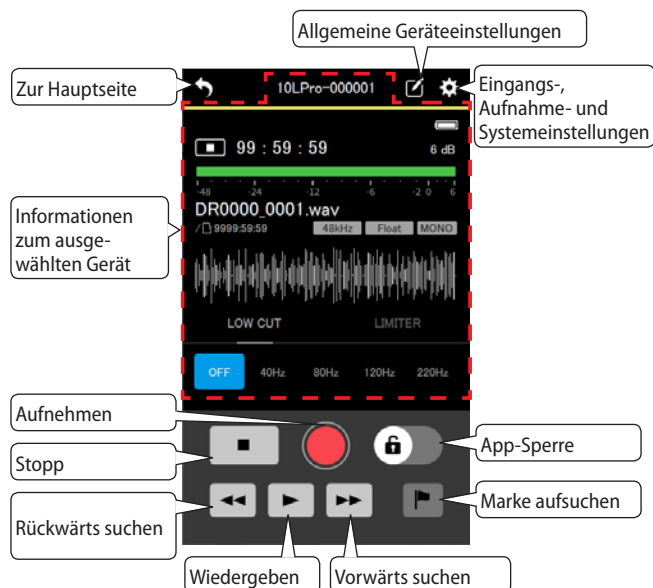 Allgemeine Geräteeinstellungen
Zur Hauptseite
10LPro-000001
Eingangs-,
Aufnahme- und
Systemeinstellungen
99 : 59 : 59
6 dB
-48 -24 -12 -6 -2 0 6
Informationen
zum ausge-
wählten Gerät
DR0000_0001.wav
/ 9999:59:59 48kHz Float MONO
LOW CUT LIMITER
OFF 40Hz 80Hz 120Hz 220Hz
Aufnehmen
App-Sperre
Stopp
Marke aufsuchen
Rückwärts suchen
Wiedergeben
Vorwärts suchen